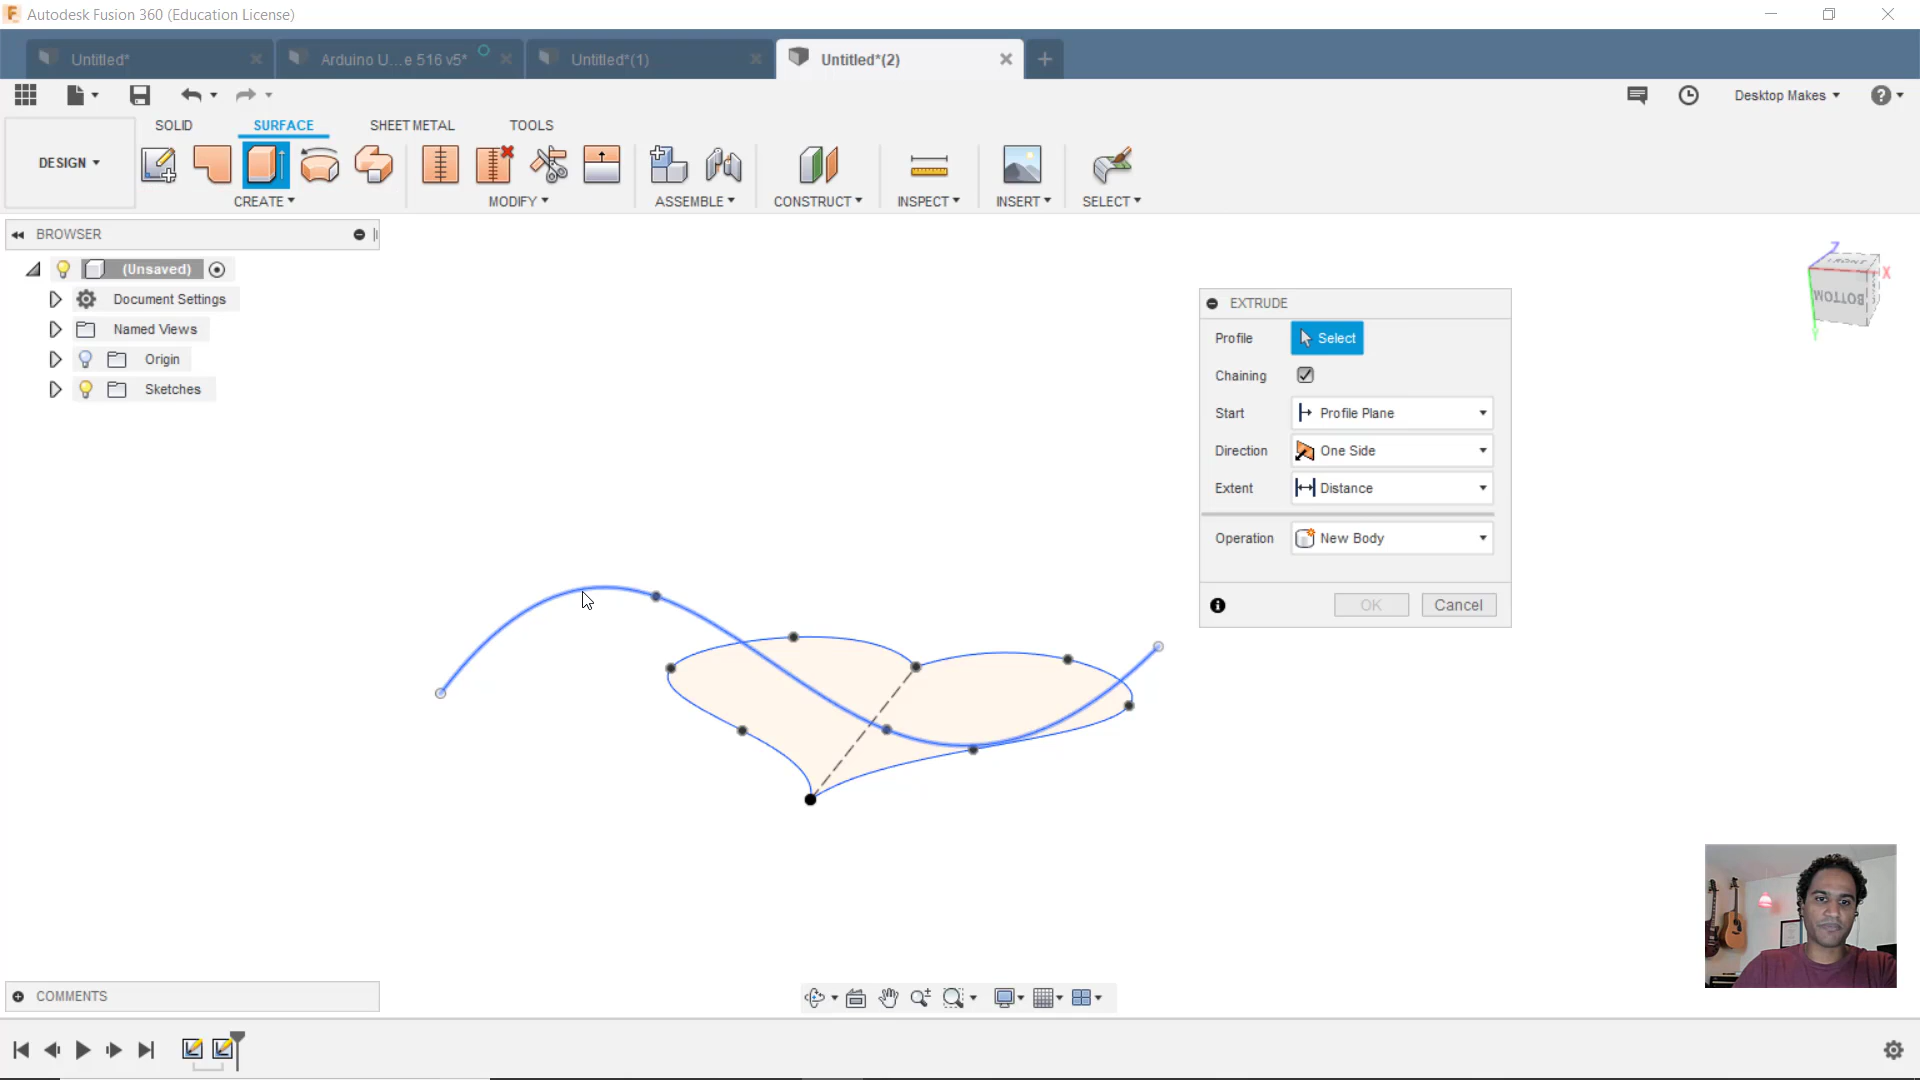 Autodesk Fusion 360 (Education License)
Untitled*
Arduino U...e 516 v5*
Untitled*(1)
Untitled*(2)
Desktop Makes
DESIGN
SOLID
SURFACE
SHEET METAL
TOOLS
CREATE
MODIFY
ASSEMBLE
CONSTRUCT
INSPECT
INSERT
SELECT
BROWSER
(Unsaved)
Document Settings
Named Views
Origin
Sketches
Z
X
FRONT
BOTTOM
EXTRUDE
Profile
Select
Chaining
Start
Profile Plane
Direction
One Side
Extent
Distance
Operation
New Body
OK
Cancel
COMMENTS